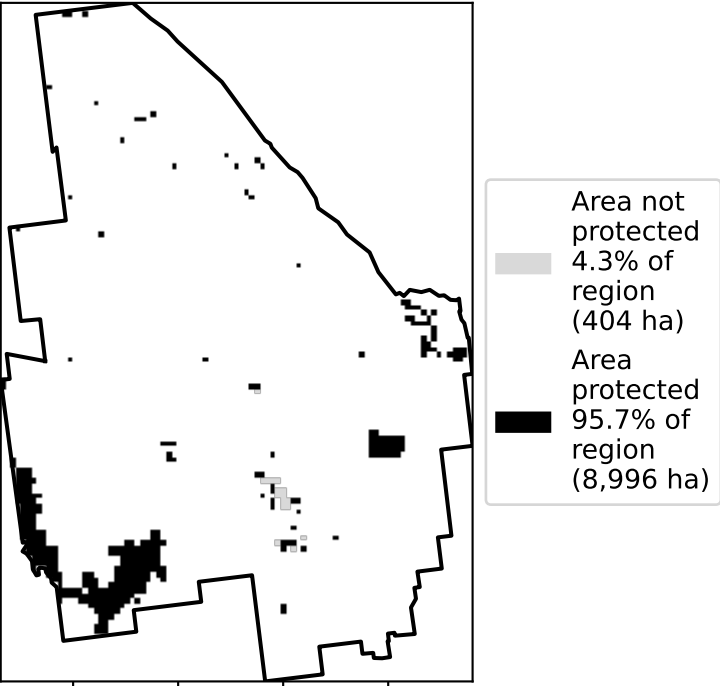 Area not
protected
4.3% of
region
(404 ha)
Area
protected
95.7% of
region
(8,996 ha)